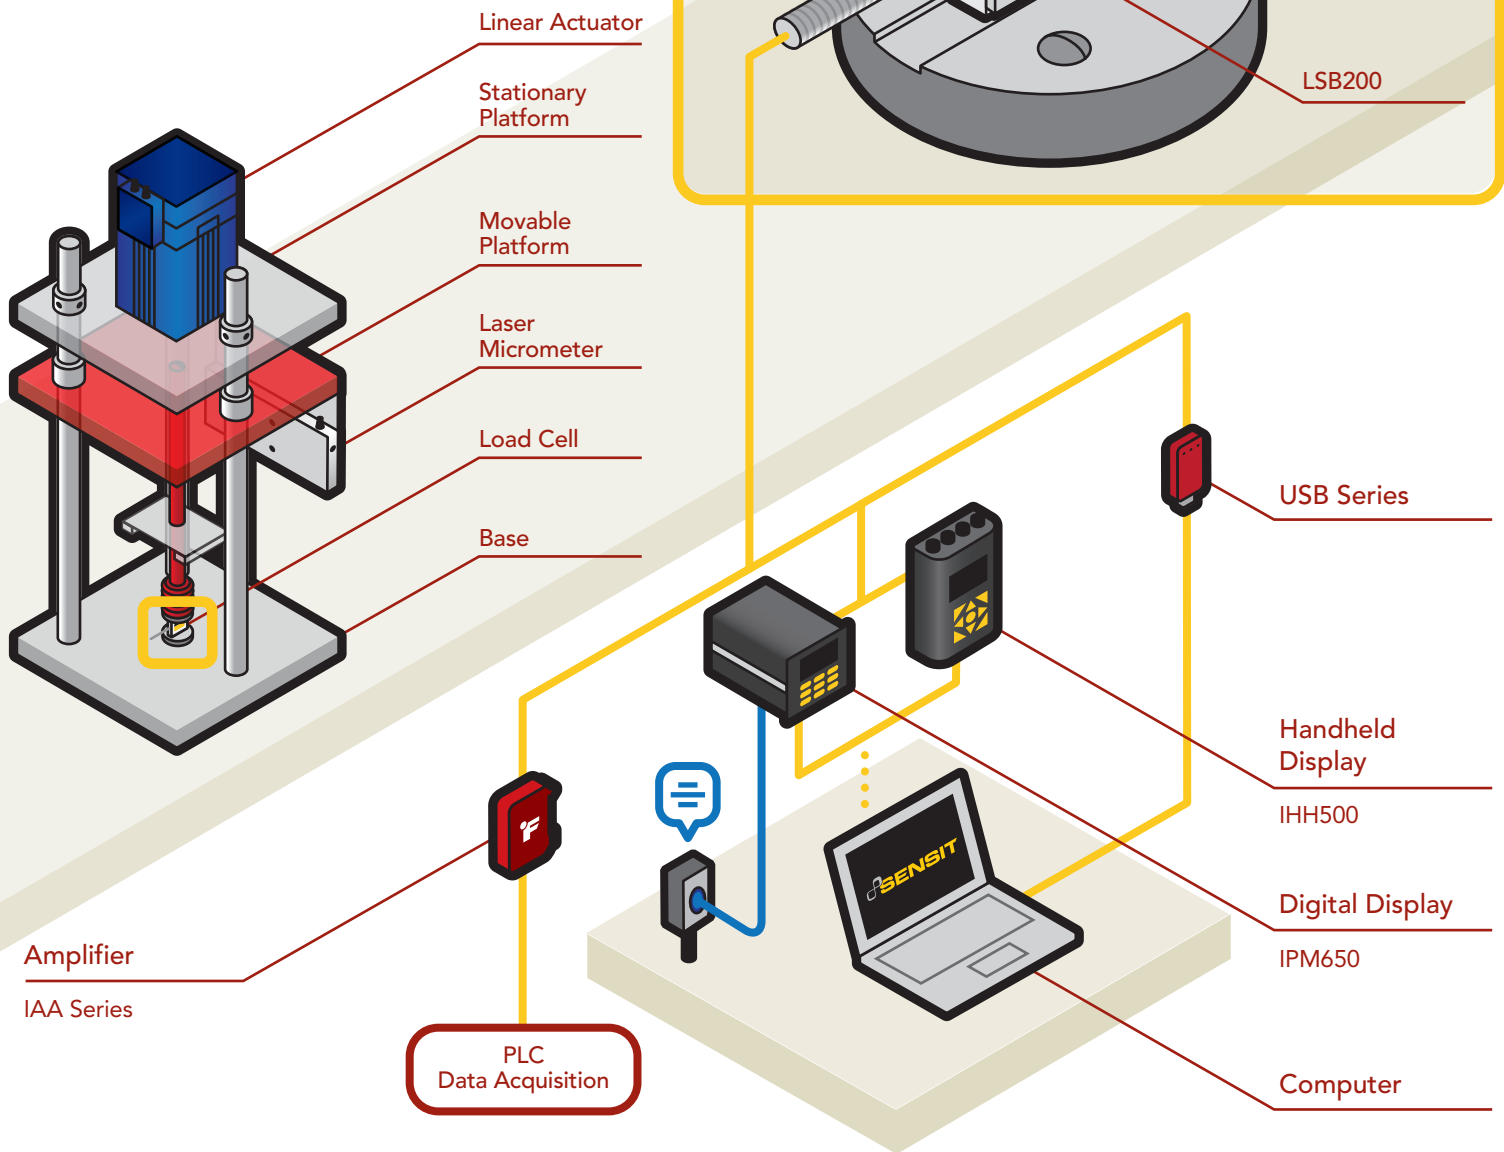 Linear Actuator
Stationary
Platform
Movable
Platform
Laser
Micrometer
Load Cell
Base
LSB200
USB Series
Handheld
Display
IHH500
Digital Display
IPM650
Computer
SENSIT
Amplifier
IAA Series
PLC
Data Acquisition